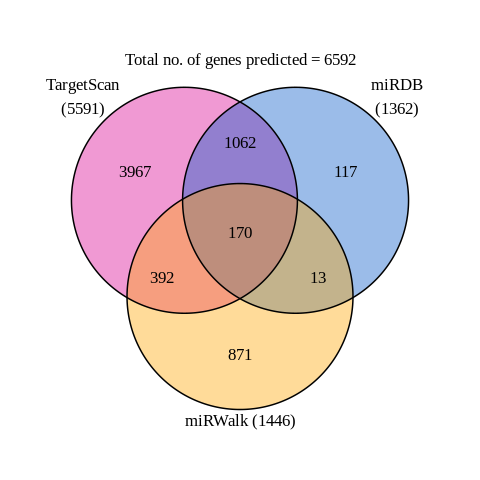 Total no. of genes predicted = 6592
TargetScan
(5591)
miRDB
(1362)
1062
3967
117
170
392
13
871
miRWalk (1446)